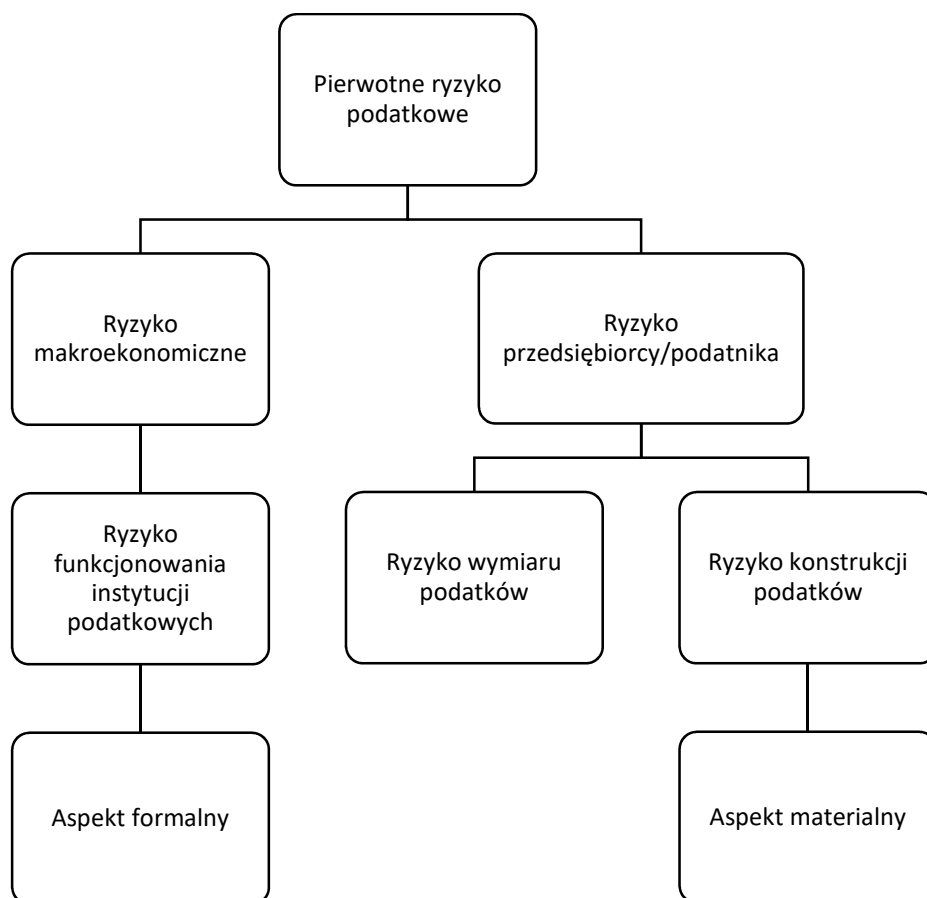 Pierwotne ryzyko
podatkowe
Ryzyko
makroekonomiczne
Ryzyko
przedsiębiorcy/podatnika
Ryzyko
funkcjonowania
instytucji
podatkowych
Ryzyko wymiaru
podatków
Ryzyko konstrukcji
podatków
Aspekt formalny
Aspekt materialny